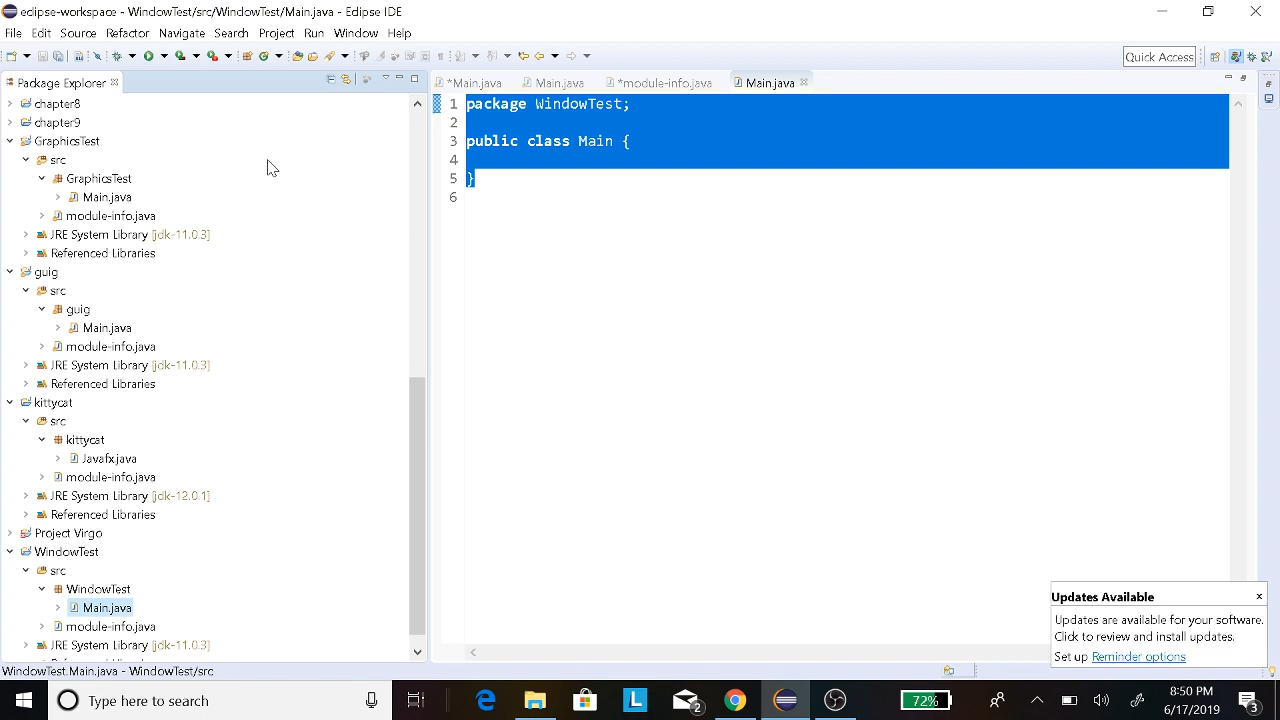 edipse-workspace - WindowTest/src/WindowTest/Main.java - Edipse IDE
File Edit Source Refactor Navigate Search Project Run Window Help
Quick Access
Package Explorer
*Main.java Main.java *module-info.java Main.java
chapter8
chapter9
GraphicsTest
src
GraphicsTest
Main.java
module-info.java
JRE System Library [jdk-11.0.3]
Referenced Libraries
guig
src
guig
Main.java
module-info.java
JRE System Library [jdk-11.0.3]
Referenced Libraries
kittycat
src
kittycat
Javafx.java
module-info.java
JRE System Library [jdk-12.0.1]
Referenced Libraries
Project Virgo
WindowTest
src
WindowTest
Main.java
module-info.java
JRE System Library [jdk-11.0.3]
1 package WindowTest;
2
3 public class Main {
4
5 }
6
Updates Available
Updates are available for your software.
Click to review and install updates.
Set up Reminder options
WindowTest.Main.java - WindowTest/src
Type here to search
L
2
72%
8:50 PM
6/17/2019
3